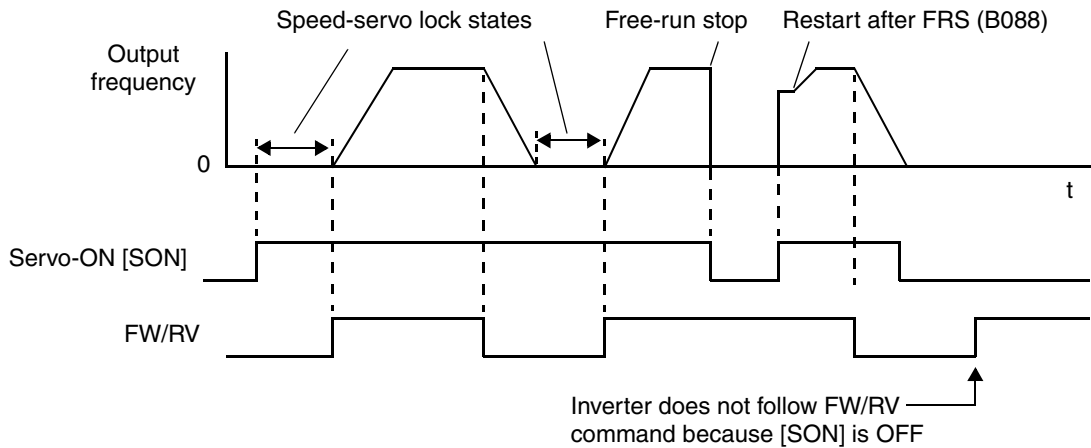 Speed-servo lock states
Free-run stop
Restart after FRS (B088)
Output
frequency
0
t
Servo-ON [SON]
FW/RV
Inverter does not follow FW/RV
command because [SON] is OFF